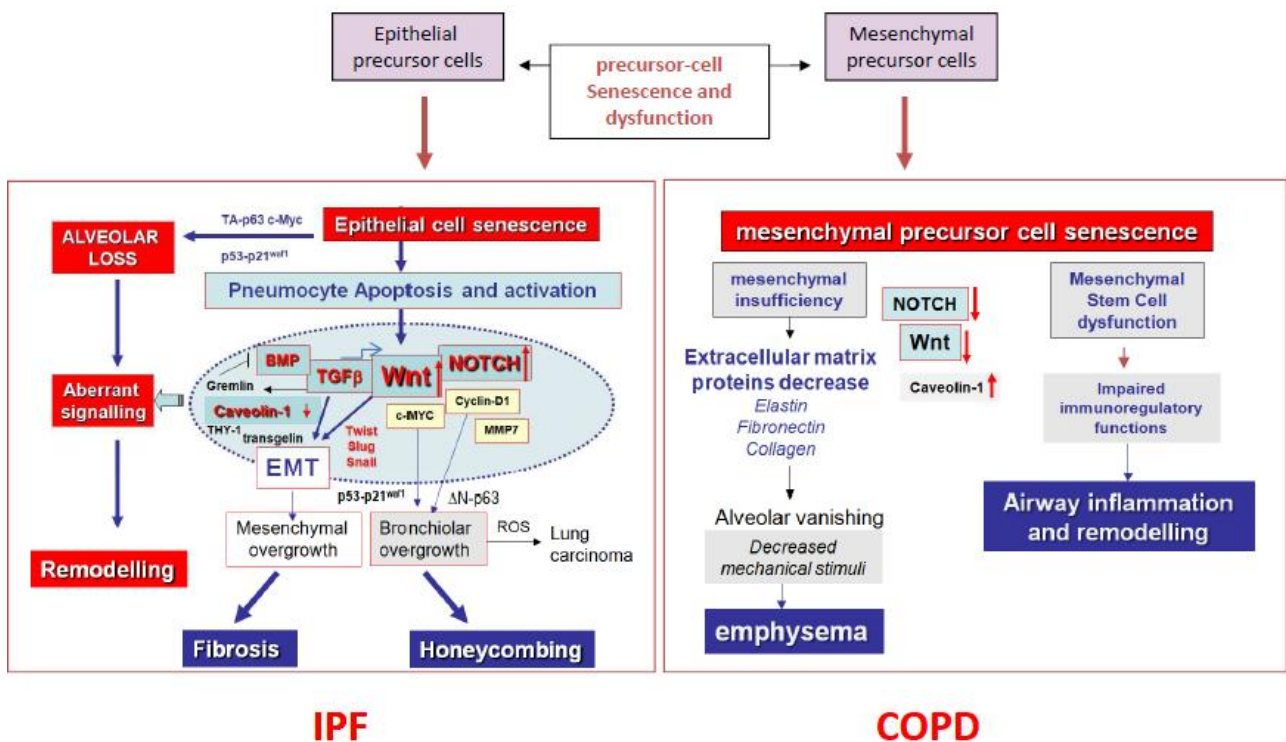 Epithelial
precursor cells
precursor-cell
Senescence and
dysfunction
Mesenchymal
precursor cells
TA-p63 c-Myc
Epithelial cell senescence
ALVEOLAR
LOSS
p53-p21waf1
Pneumocyte Apoptosis and activation
BMP
TGFβ
Wnt
NOTCH
Gremlin
Aberrant
signalling
Caveolin-1
THY-1
transgelin
c-MYC
Cyclin-D1
MMP7
Twist
Slug
Snail
EMT
p53-p21waf1
ΔN-p63
Mesenchymal
overgrowth
Bronchiolar
overgrowth
ROS
Lung
carcinoma
Remodelling
Fibrosis
Honeycombing
IPF
mesenchymal precursor cell senescence
mesenchymal
insufficiency
NOTCH
Wnt
Caveolin-1
Mesenchymal
Stem Cell
dysfunction
Extracellular matrix
proteins decrease
Elastin
Fibronectin
Collagen
Impaired
immunoregulatory
functions
Alveolar vanishing
Decreased
mechanical stimuli
Airway inflammation
and remodelling
emphysema
COPD